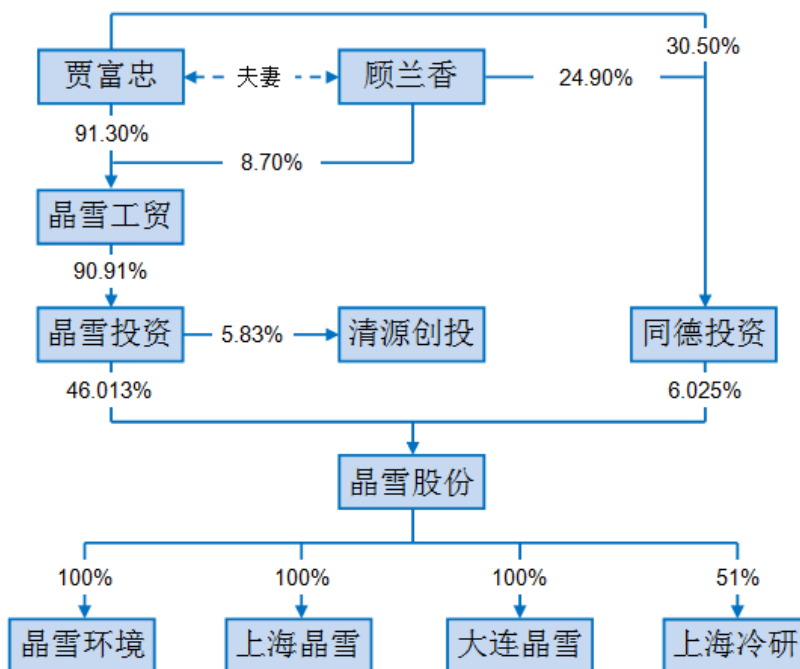 30.50%
贾富忠
夫妻
顾兰香
24.90%
91.30%
8.70%
晶雪工贸
90.91%
晶雪投资
5.83%
清源创投
同德投资
46.013%
6.025%
晶雪股份
100%
100%
100%
51%
晶雪环境
上海晶雪
大连晶雪
上海冷研